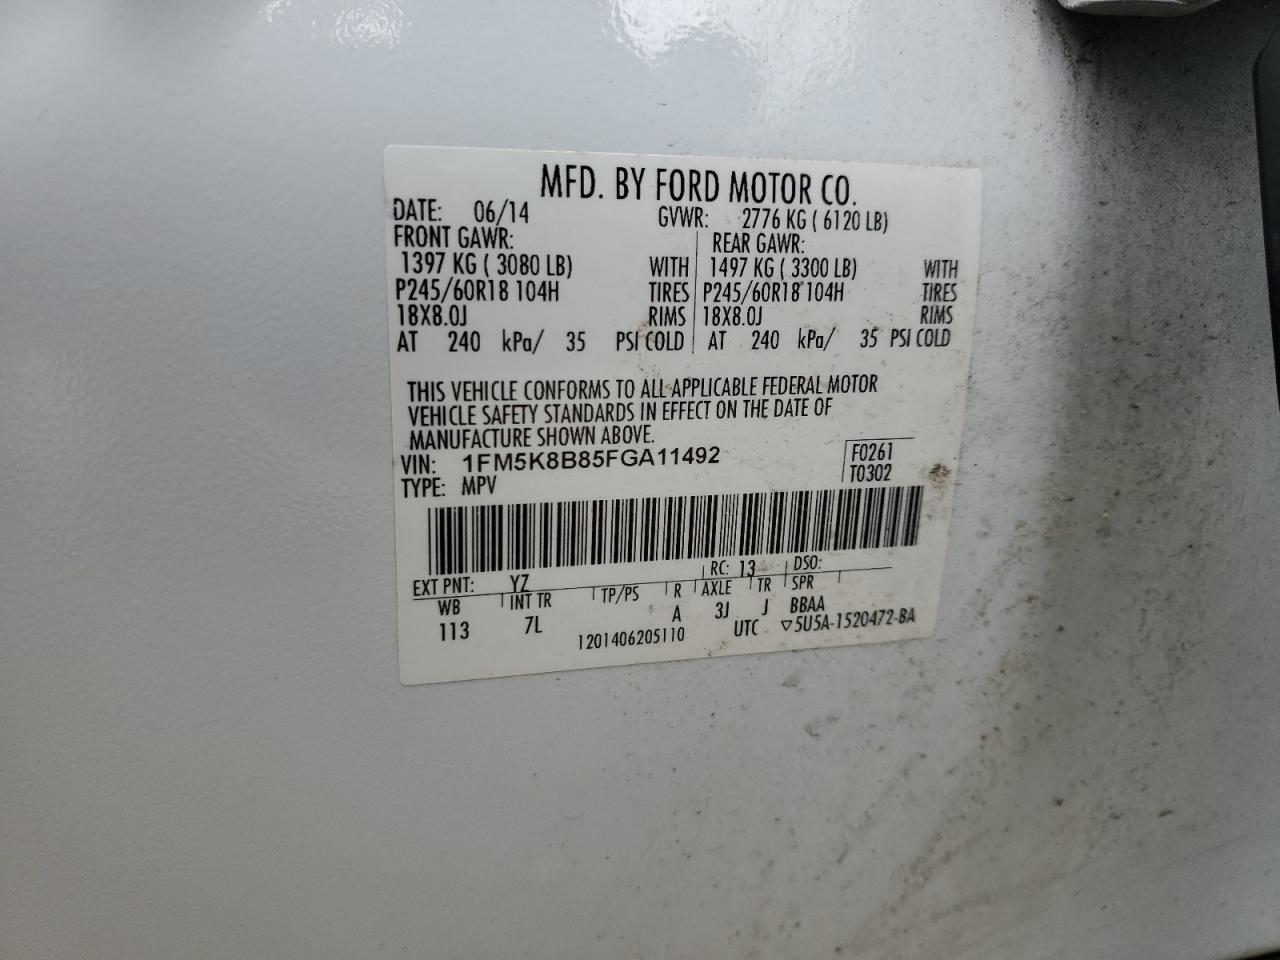 MFD. BY FORD MOTOR CO.
DATE: 06/14 GVWR: 2776 KG ( 6120 LB)
FRONT GAWR: REAR GAWR:
1397 KG ( 3080 LB) WITH 1497 KG ( 3300 LB) WITH
P245/60R18 104H TIRES P245/60R18 104H TIRES
18X8.0J RIMS 18X8.0J RIMS
AT 240 kPa/ 35 PSI COLD AT 240 kPa/ 35 PSI COLD
THIS VEHICLE CONFORMS TO ALL APPLICABLE FEDERAL MOTOR
VEHICLE SAFETY STANDARDS IN EFFECT ON THE DATE OF
MANUFACTURE SHOWN ABOVE.
VIN: 1FM5K8B85FGA11492 F0261
TYPE: MPV T0302
EXT PNT: YZ RC: 13 DSO:
WB INT TR TP/PS R AXLE TR SPR
113 7L A 3J J BBAA
1201406205110 UTC ▽5U5A-1520472-BA